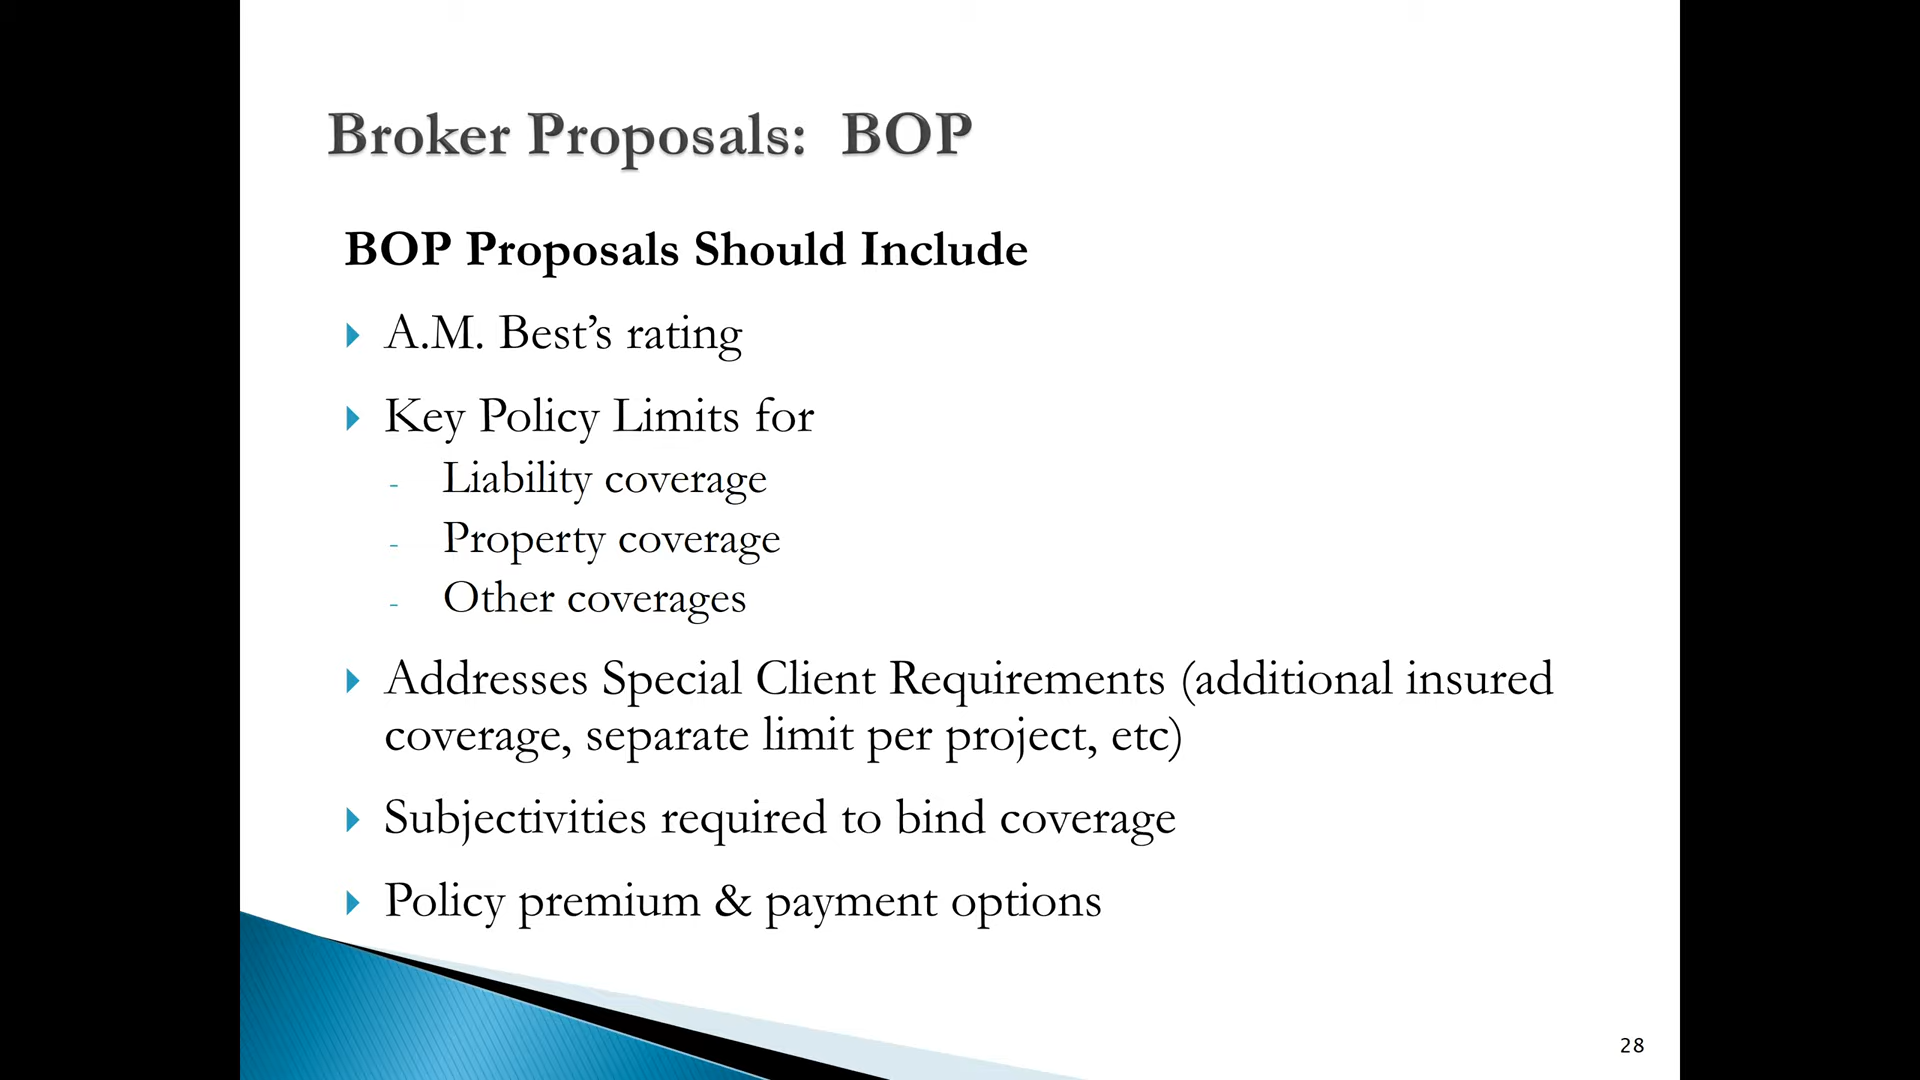 Broker Proposals: BOP
BOP Proposals Should Include
A.M. Best’s rating
Key Policy Limits for
- Liability coverage
- Property coverage
- Other coverages
Addresses Special Client Requirements (additional insured
coverage, separate limit per project, etc)
Subjectivities required to bind coverage
Policy premium & payment options
28